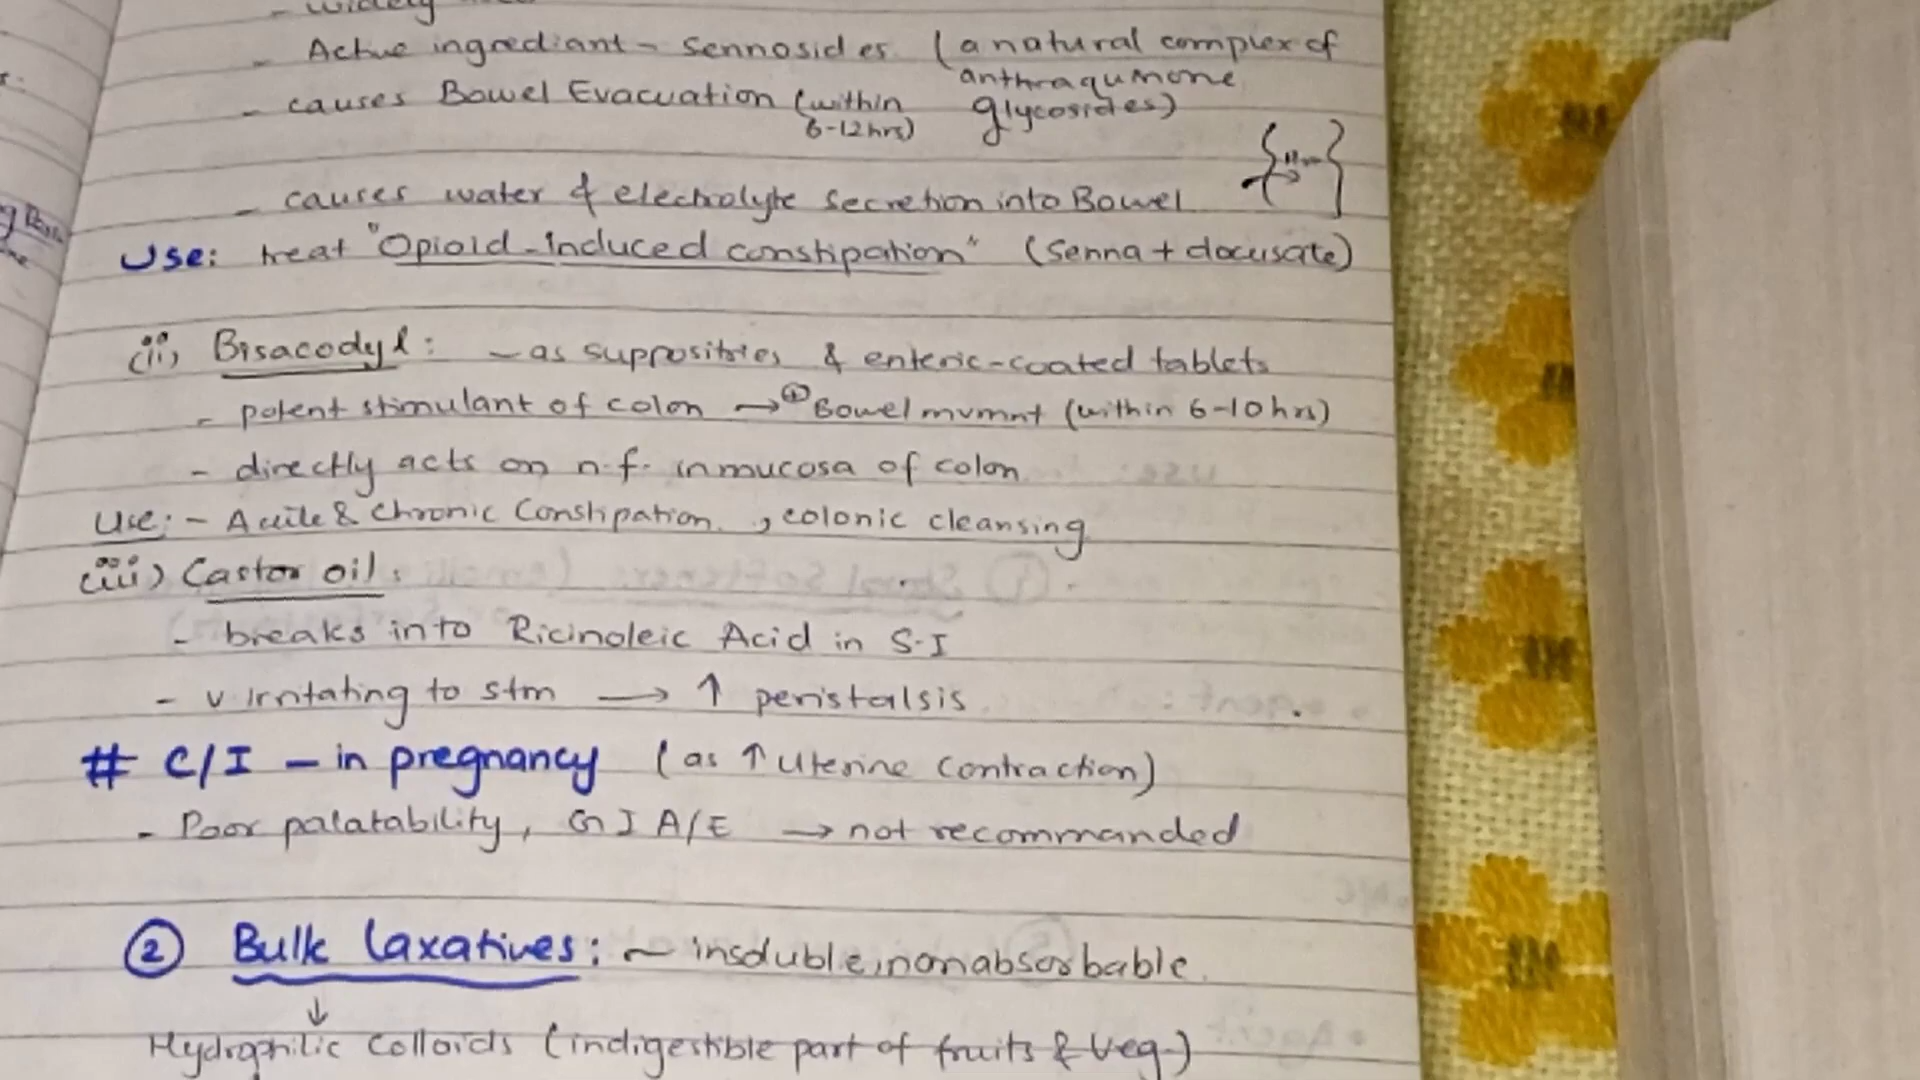 - widely
- Active ingrediant - Sennosides (a natural complex of
anthraquinone
- causes Bowel Evacuation (within glycosides)
6-12hrs)
- causes water & electrolyte secretion into Bowel
Use: treat "Opioid-Induced constipation" (Senna + docusate)
(ii) Bisacodyl: - as suppositries & enteric-coated tablets
- potent stimulant of colon → + Bowel mvmnt (within 6-10hrs)
- directly acts on n.f. in mucosa of colon
Use: - Acute & Chronic Constipation, colonic cleansing
(iii) Castor oil:
- breaks into Ricinoleic Acid in S.I
- v irritating to stm → ↑ peristalsis
# C/I - in pregnancy (as ↑ Uterine Contraction)
- Poor palatability, GI A/E → not recommanded
② Bulk laxatives: ~ insoluble, nonabsorbable
↓
Hydrophilic Colloids (indigestible part of fruits & Veg.)